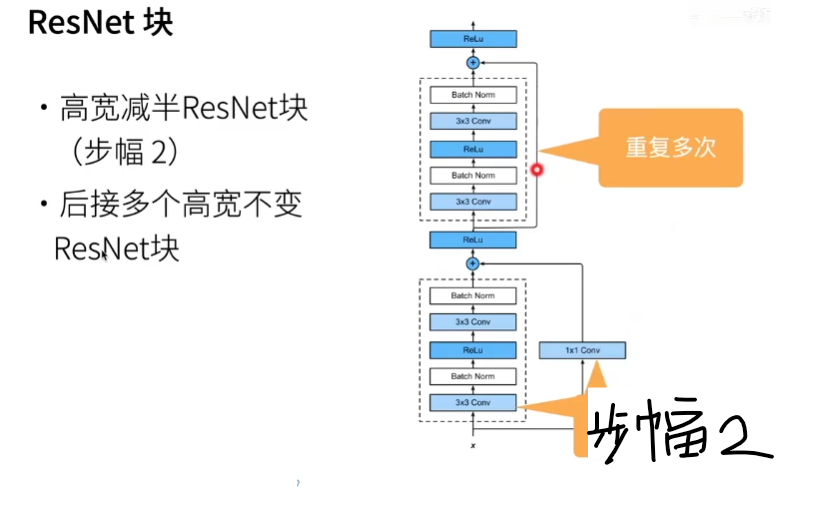 ResNet 块
• 高宽减半ResNet块
（步幅 2）
• 后接多个高宽不变
ResNet块
ReLu
+
Batch Norm
3x3 Conv
ReLu
Batch Norm
3x3 Conv
重复多次
ReLu
+
Batch Norm
3x3 Conv
ReLu
1x1 Conv
Batch Norm
3x3 Conv
步幅2
x